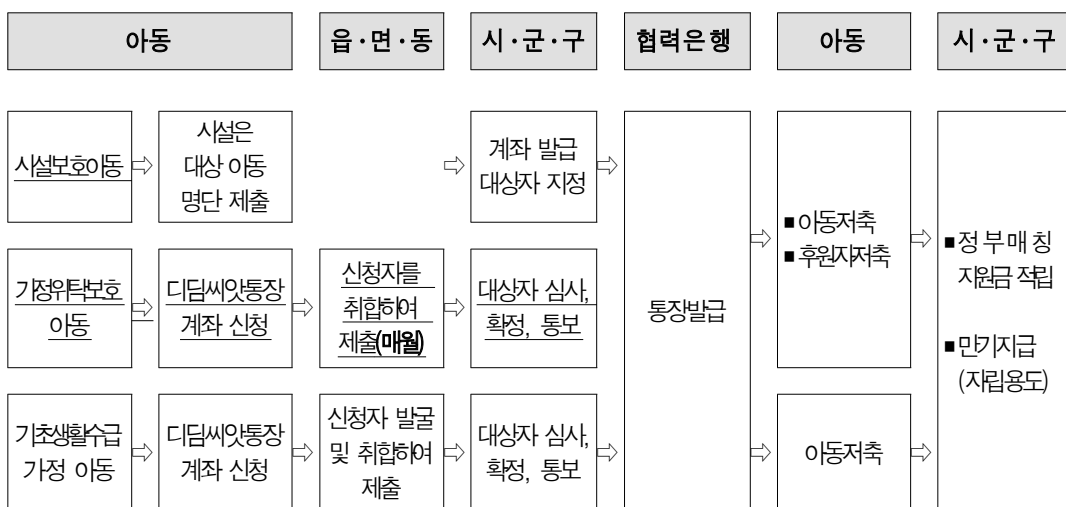 아동
읍·면·동
시·군·구
협력은행
아동
시·군·구
시설보호아동
시설은
대상 아동
명단 제출
계좌 발급
대상자 지정
가정위탁보호
아동
디딤씨앗통장
계좌 신청
신청자를
취합하여
제출(매월)
대상자 심사,
확정, 통보
기초생활수급
가정 아동
디딤씨앗통장
계좌 신청
신청자 발굴
및 취합하여
제출
대상자 심사,
확정, 통보
통장발급
■ 아동저축
■ 후원자저축
아동저축
■ 정부매칭
지원금 적립
■ 만기지급
(자립용도)